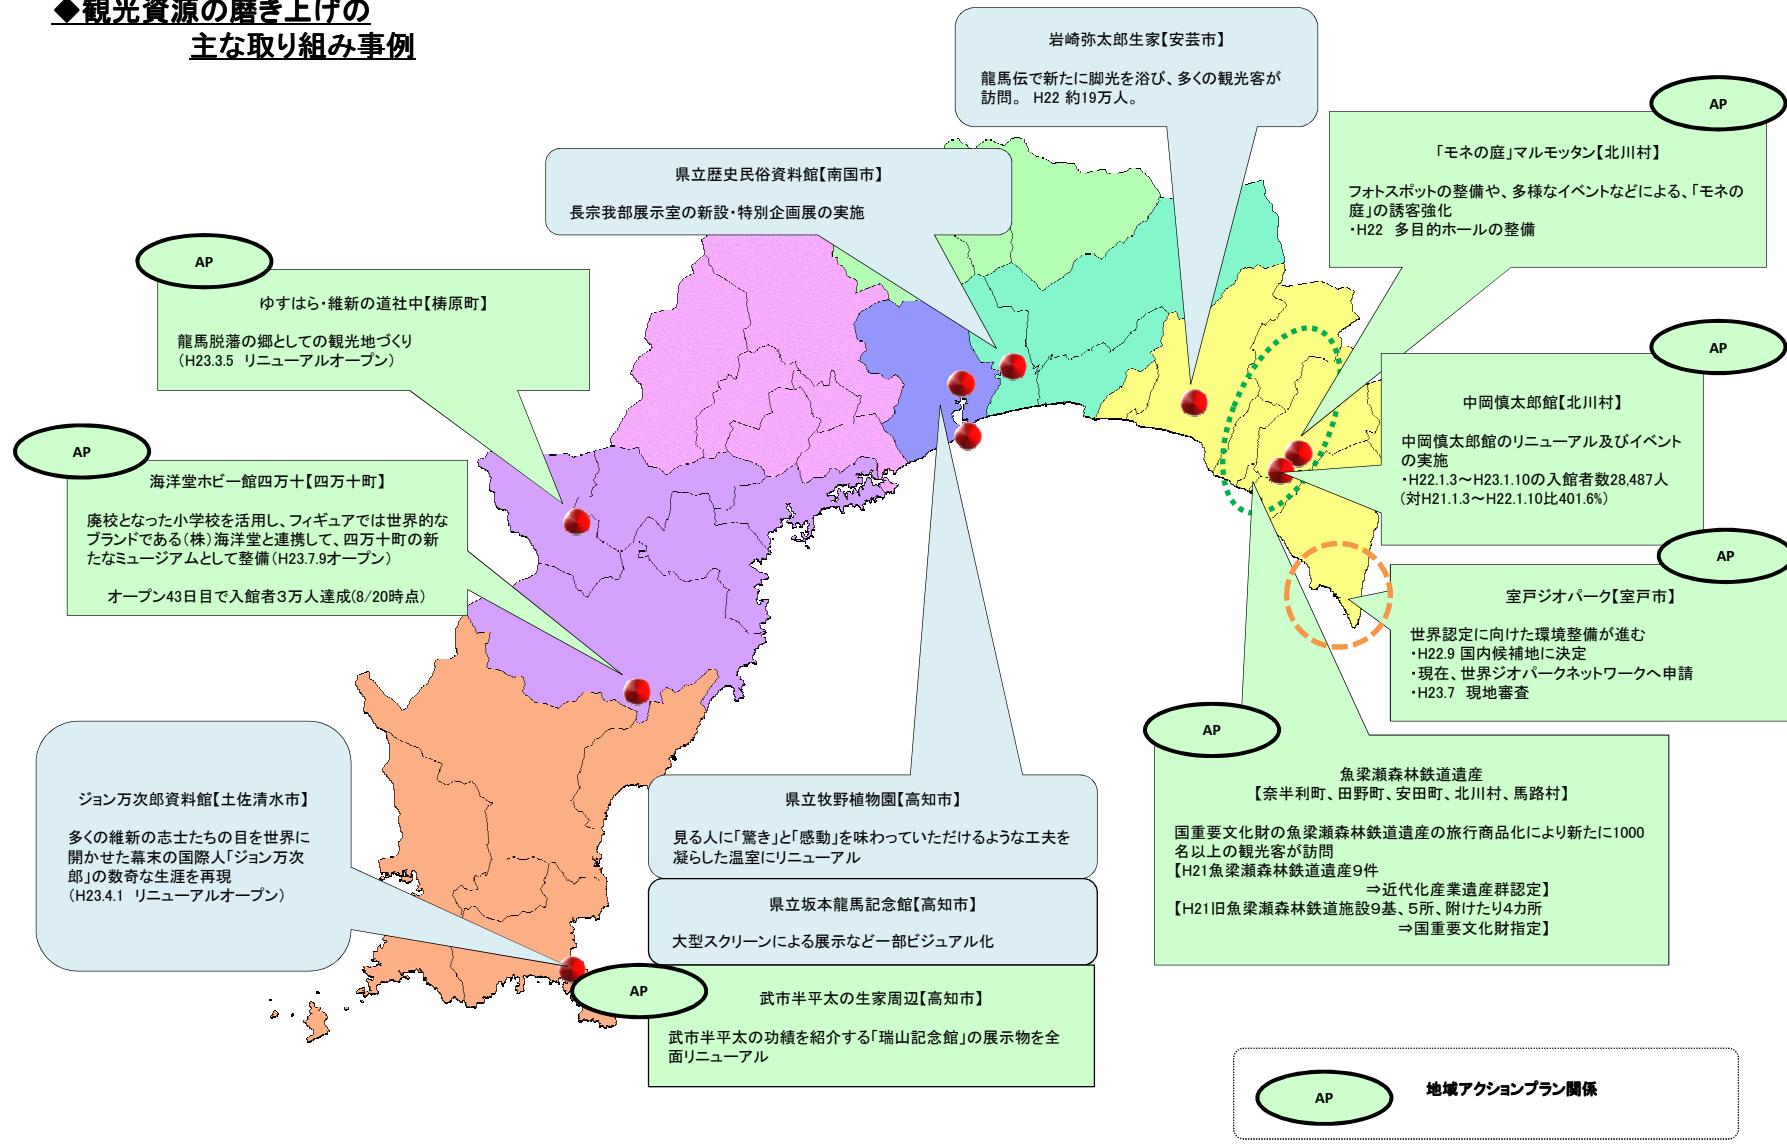 ◆観光資源の磨き上げの
主な取り組み事例
岩崎弥太郎生家【安芸市】
龍馬伝で新たに脚光を浴び、多くの観光客が
訪問。 H22 約19万人。
AP
「モネの庭」マルモッタン【北川村】
フォトスポットの整備や、多様なイベントなどによる、「モネの
庭」の誘客強化
・H22 多目的ホールの整備
県立歴史民俗資料館【南国市】
長宗我部展示室の新設・特別企画展の実施
AP
ゆすはら・維新の道社中【梼原町】
龍馬脱藩の郷としての観光地づくり
(H23.3.5 リニューアルオープン)
AP
中岡慎太郎館【北川村】
中岡慎太郎館のリニューアル及びイベント
の実施
・H22.1.3～H23.1.10の入館者数28,487人
(対H21.1.3～H22.1.10比401.6%)
AP
海洋堂ホビー館四万十【四万十町】
廃校となった小学校を活用し、フィギュアでは世界的な
ブランドである(株)海洋堂と連携して、四万十町の新
たなミュージアムとして整備(H23.7.9オープン)
オープン43日目で入館者3万人達成(8/20時点)
AP
室戸ジオパーク【室戸市】
世界認定に向けた環境整備が進む
・H22.9 国内候補地に決定
・現在、世界ジオパークネットワークへ申請
・H23.7 現地審査
AP
魚梁瀬森林鉄道遺産
【奈半利町、田野町、安田町、北川村、馬路村】
国重要文化財の魚梁瀬森林鉄道遺産の旅行商品化により新たに1000
名以上の観光客が訪問
【H21魚梁瀬森林鉄道遺産9件
⇒近代化産業遺産群認定】
【H21旧魚梁瀬森林鉄道施設9基、5所、附けたり4カ所
⇒国重要文化財指定】
ジョン万次郎資料館【土佐清水市】
多くの維新の志士たちの目を世界に
開かせた幕末の国際人「ジョン万次
郎」の数奇な生涯を再現
(H23.4.1 リニューアルオープン)
県立牧野植物園【高知市】
見る人に「驚き」と「感動」を味わっていただけるような工夫を
凝らした温室にリニューアル
県立坂本龍馬記念館【高知市】
大型スクリーンによる展示など一部ビジュアル化
AP
武市半平太の生家周辺【高知市】
武市半平太の功績を紹介する「瑞山記念館」の展示物を全
面リニューアル
AP
地域アクションプラン関係